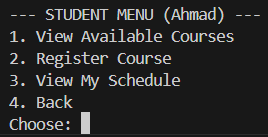 --- STUDENT MENU (Ahmad) ---
1. View Available Courses
2. Register Course
3. View My Schedule
4. Back
Choose: